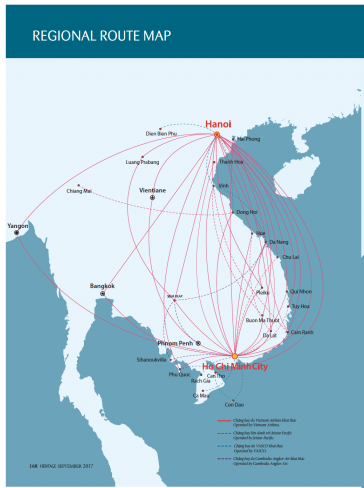 REGIONAL ROUTE MAP
Hanoi
Dien Bien Phu
Hai Phong
Luang Prabang
Thanh Hoa
Chiang Mai
Vientiane
Vinh
Dong Hoi
Yangon
Hue
Da Nang
Chu Lai
Bangkok
Pleiku
Qui Nhon
Tuy Hoa
Buon Ma Thuot
Da Lat
Cam Ranh
Phnom Penh
Sihanoukville
Ho Chi Minh City
Phu Quoc
Can Tho
Rach Gia
Ca Mau
Con Dao
Operated by Vietnam Airlines
Operated by Jetstar Pacific
Operated by VASCO
Operated by Cambodia Angkor Air
HERITAGE SEPTEMBER 2017